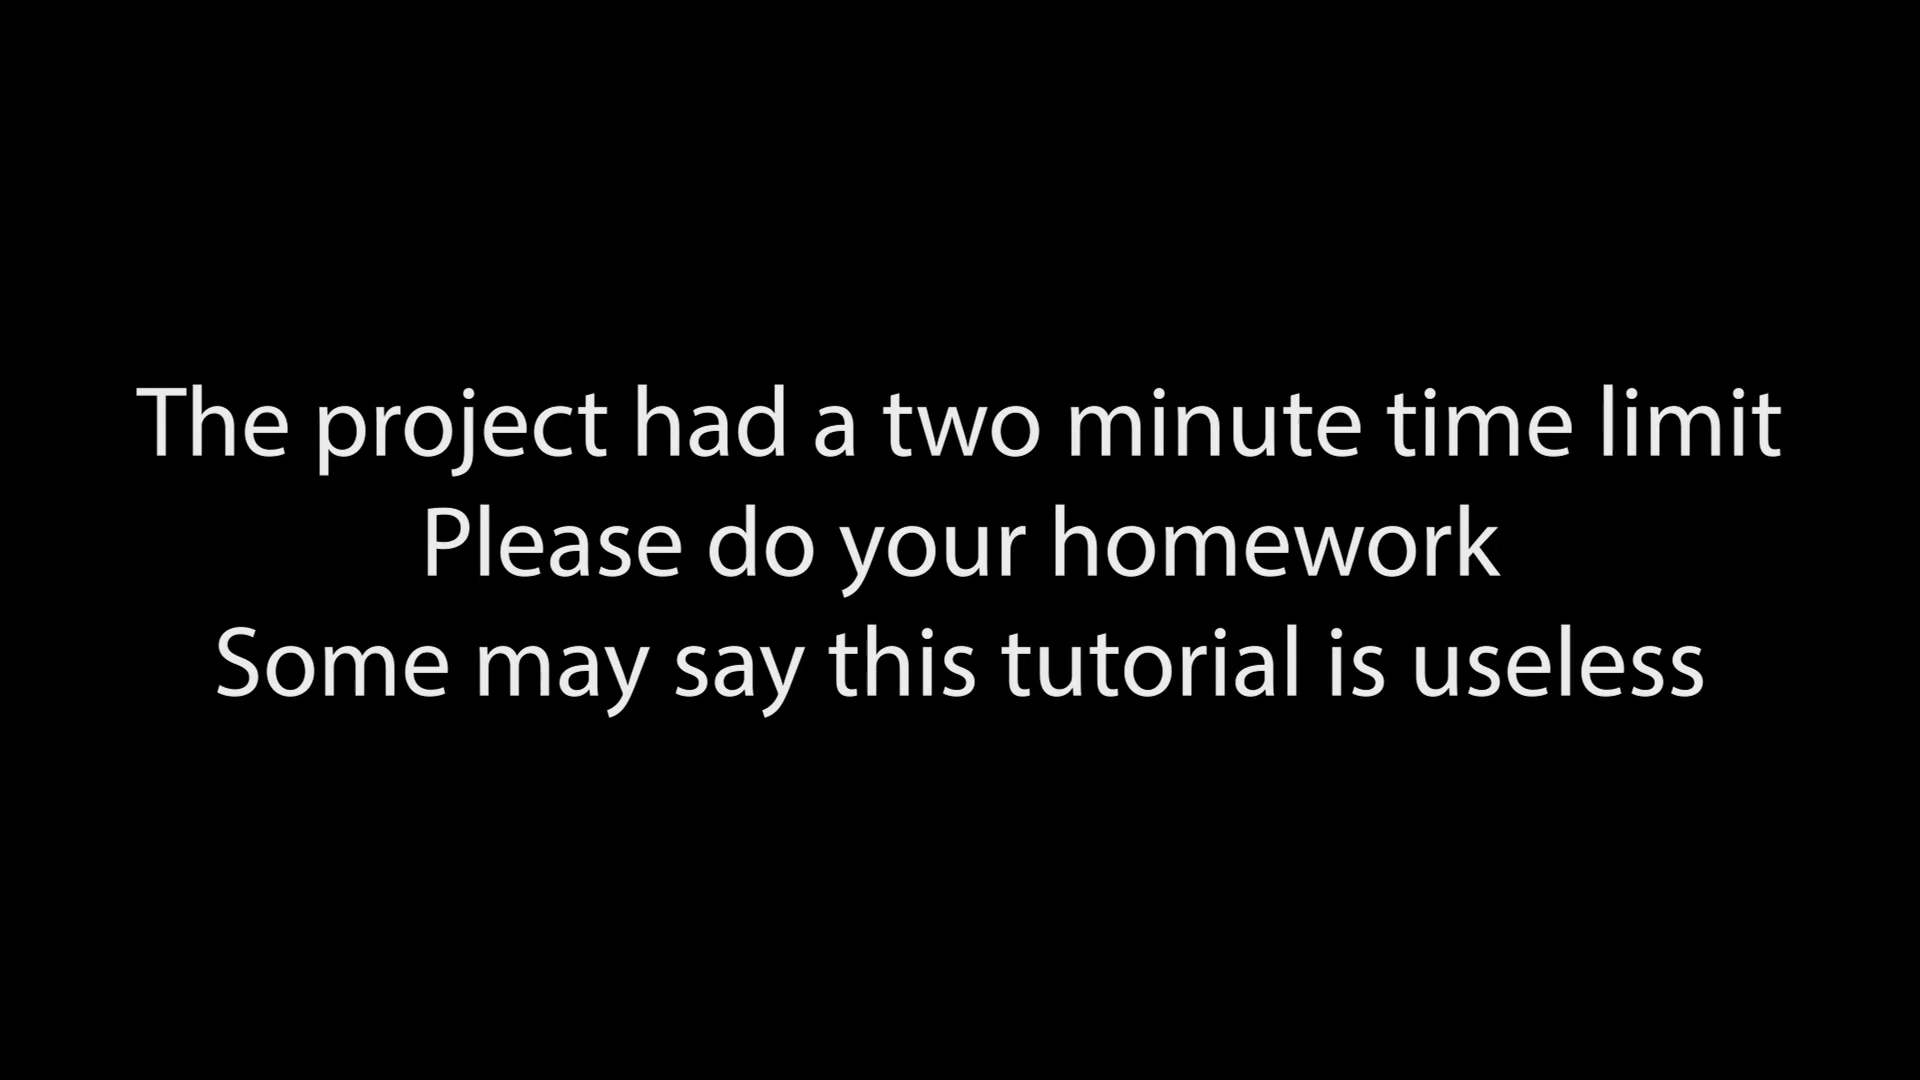 The project had a two minute time limit
Please do your homework
Some may say this tutorial is useless